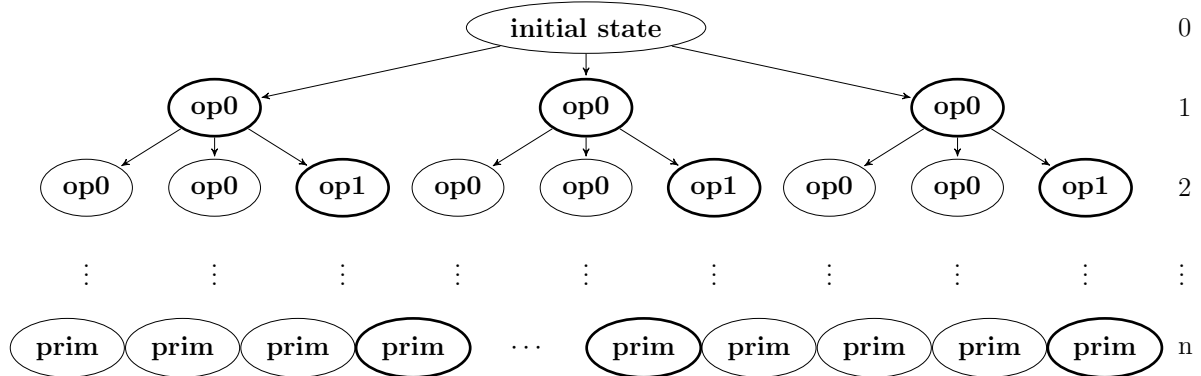 initial state 0
op0 op0 op0 1
op0 op0 op1 op0 op0 op1 op0 op0 op1 2
⋮ ⋮ ⋮ ⋮ ⋮ ⋮ ⋮ ⋮ ⋮ ⋮
prim prim prim prim ⋯ prim prim prim prim prim n